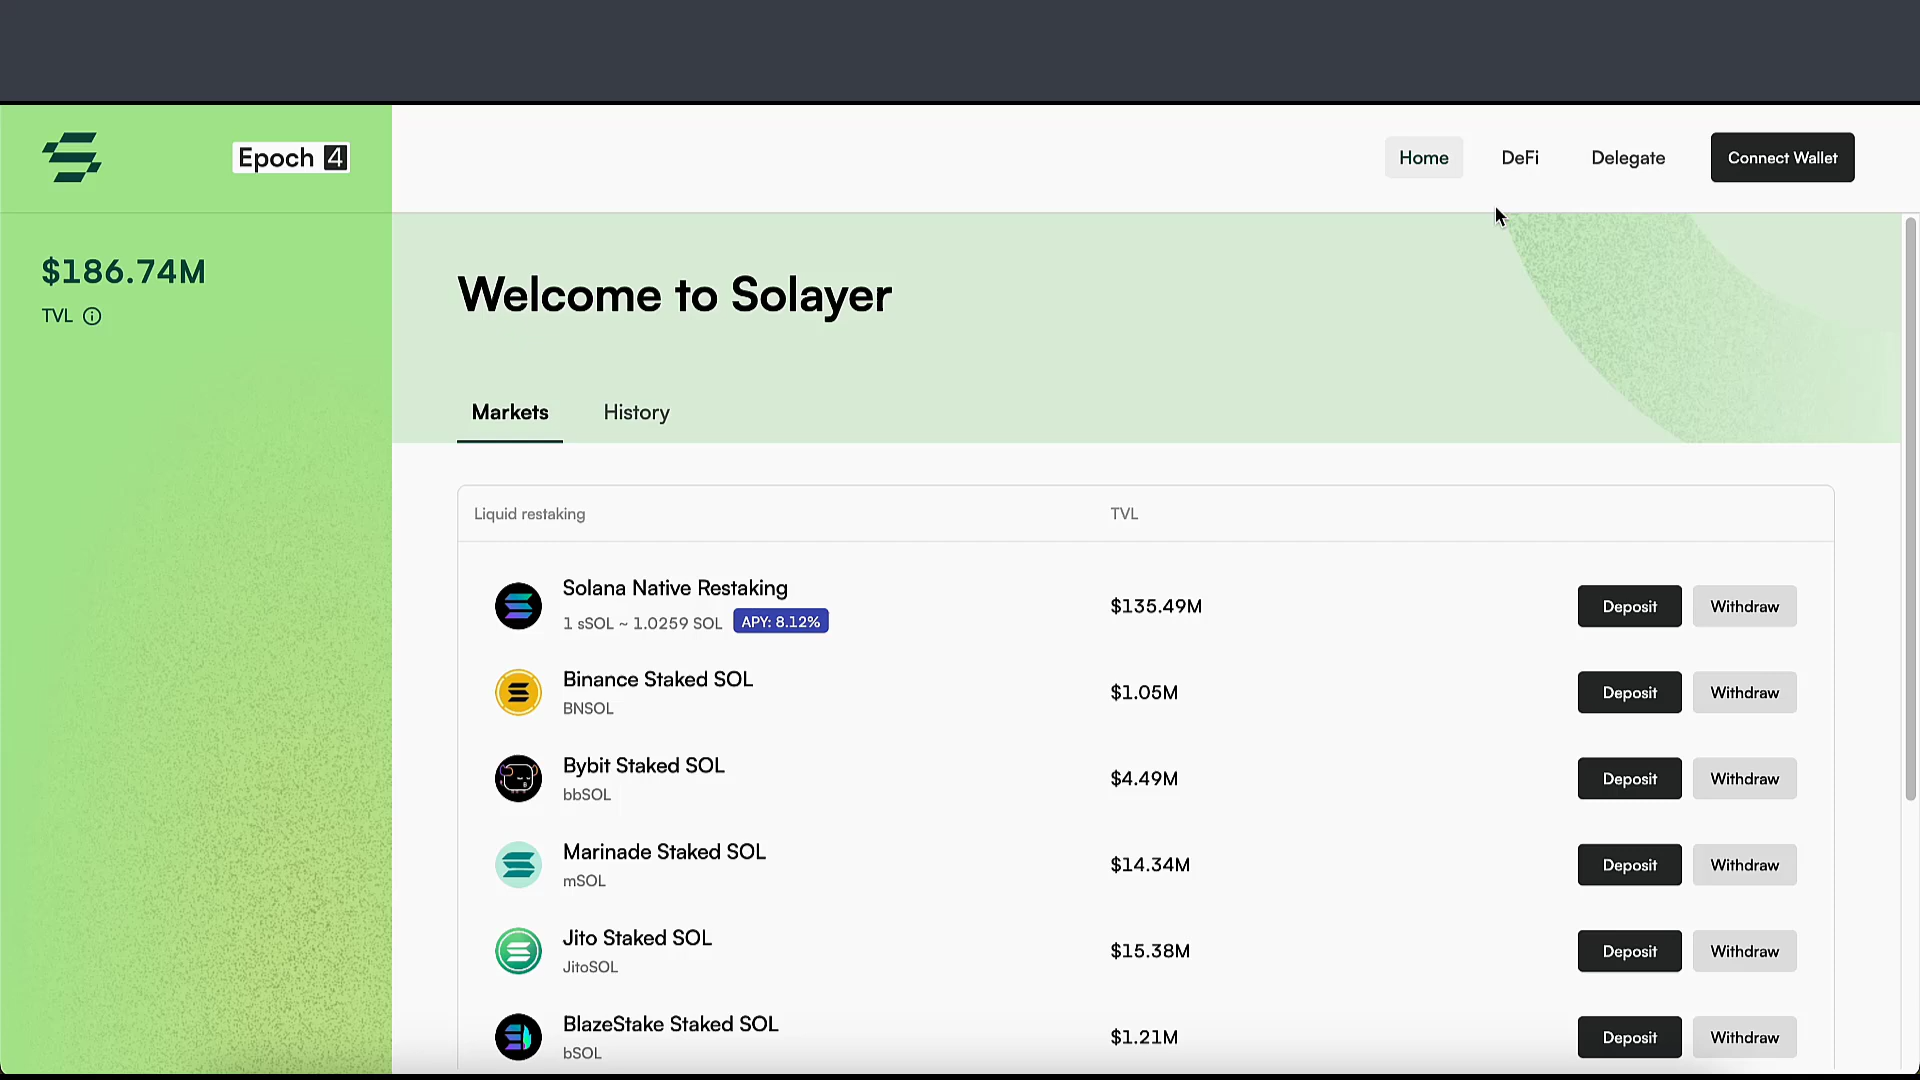 Epoch 4
Home DeFi Delegate Connect Wallet
$186.74M
TVL
Welcome to Solayer
Markets History
Liquid restaking TVL
Solana Native Restaking
1 sSOL ~ 1.0259 SOL APY: 8.12%
$135.49M Deposit Withdraw
Binance Staked SOL
BNSOL
$1.05M Deposit Withdraw
Bybit Staked SOL
bbSOL
$4.49M Deposit Withdraw
Marinade Staked SOL
mSOL
$14.34M Deposit Withdraw
Jito Staked SOL
JitoSOL
$15.38M Deposit Withdraw
BlazeStake Staked SOL
bSOL
$1.21M Deposit Withdraw